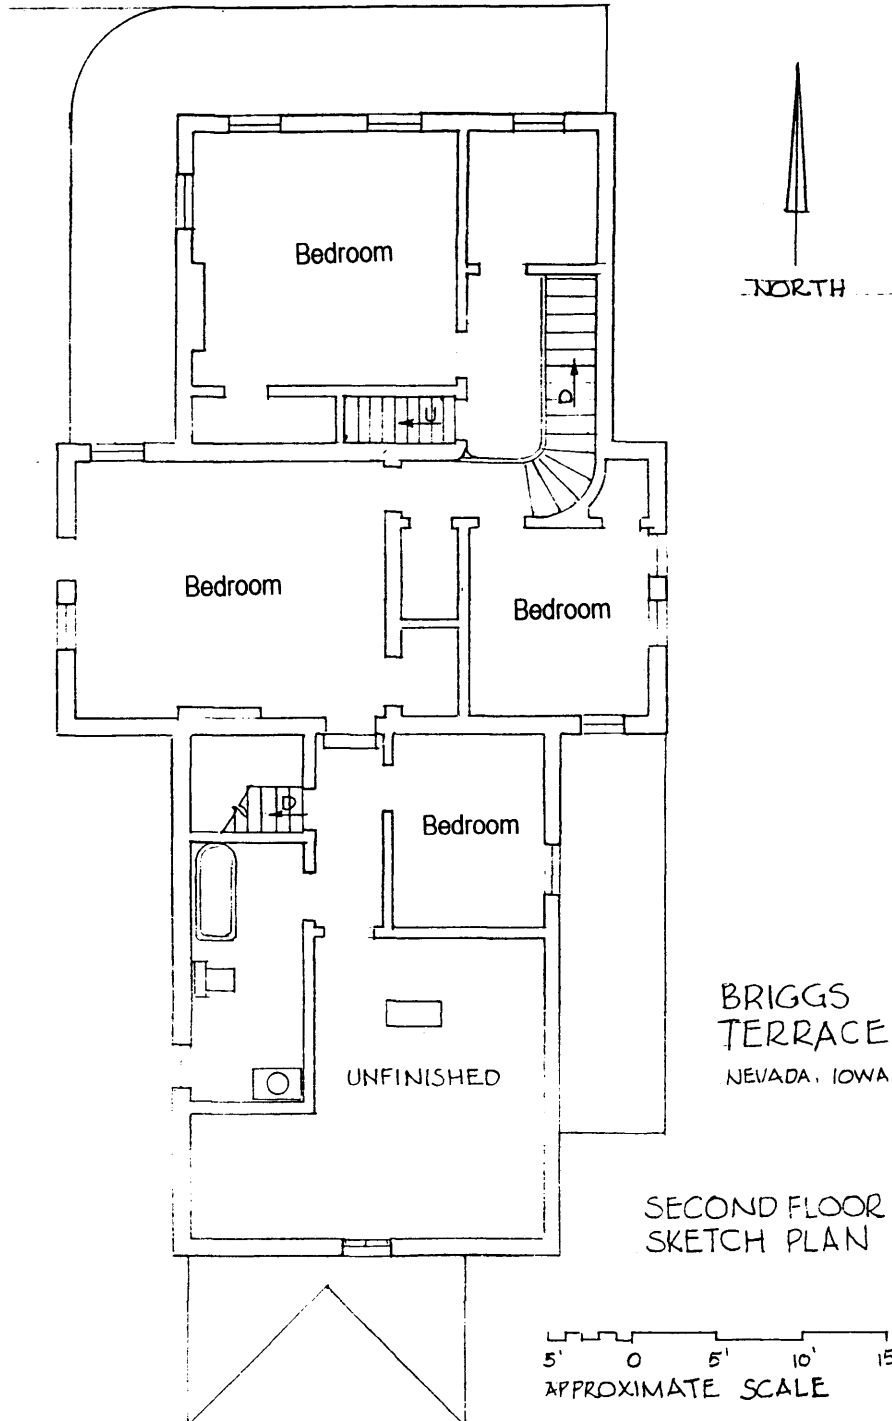 Bedroom
NORTH
D
U
Bedroom
Bedroom
D
Bedroom
BRIGGS
TERRACE
NEVADA, IOWA
UNFINISHED
SECOND FLOOR
SKETCH PLAN
5' 0 5' 10' 15
APPROXIMATE SCALE